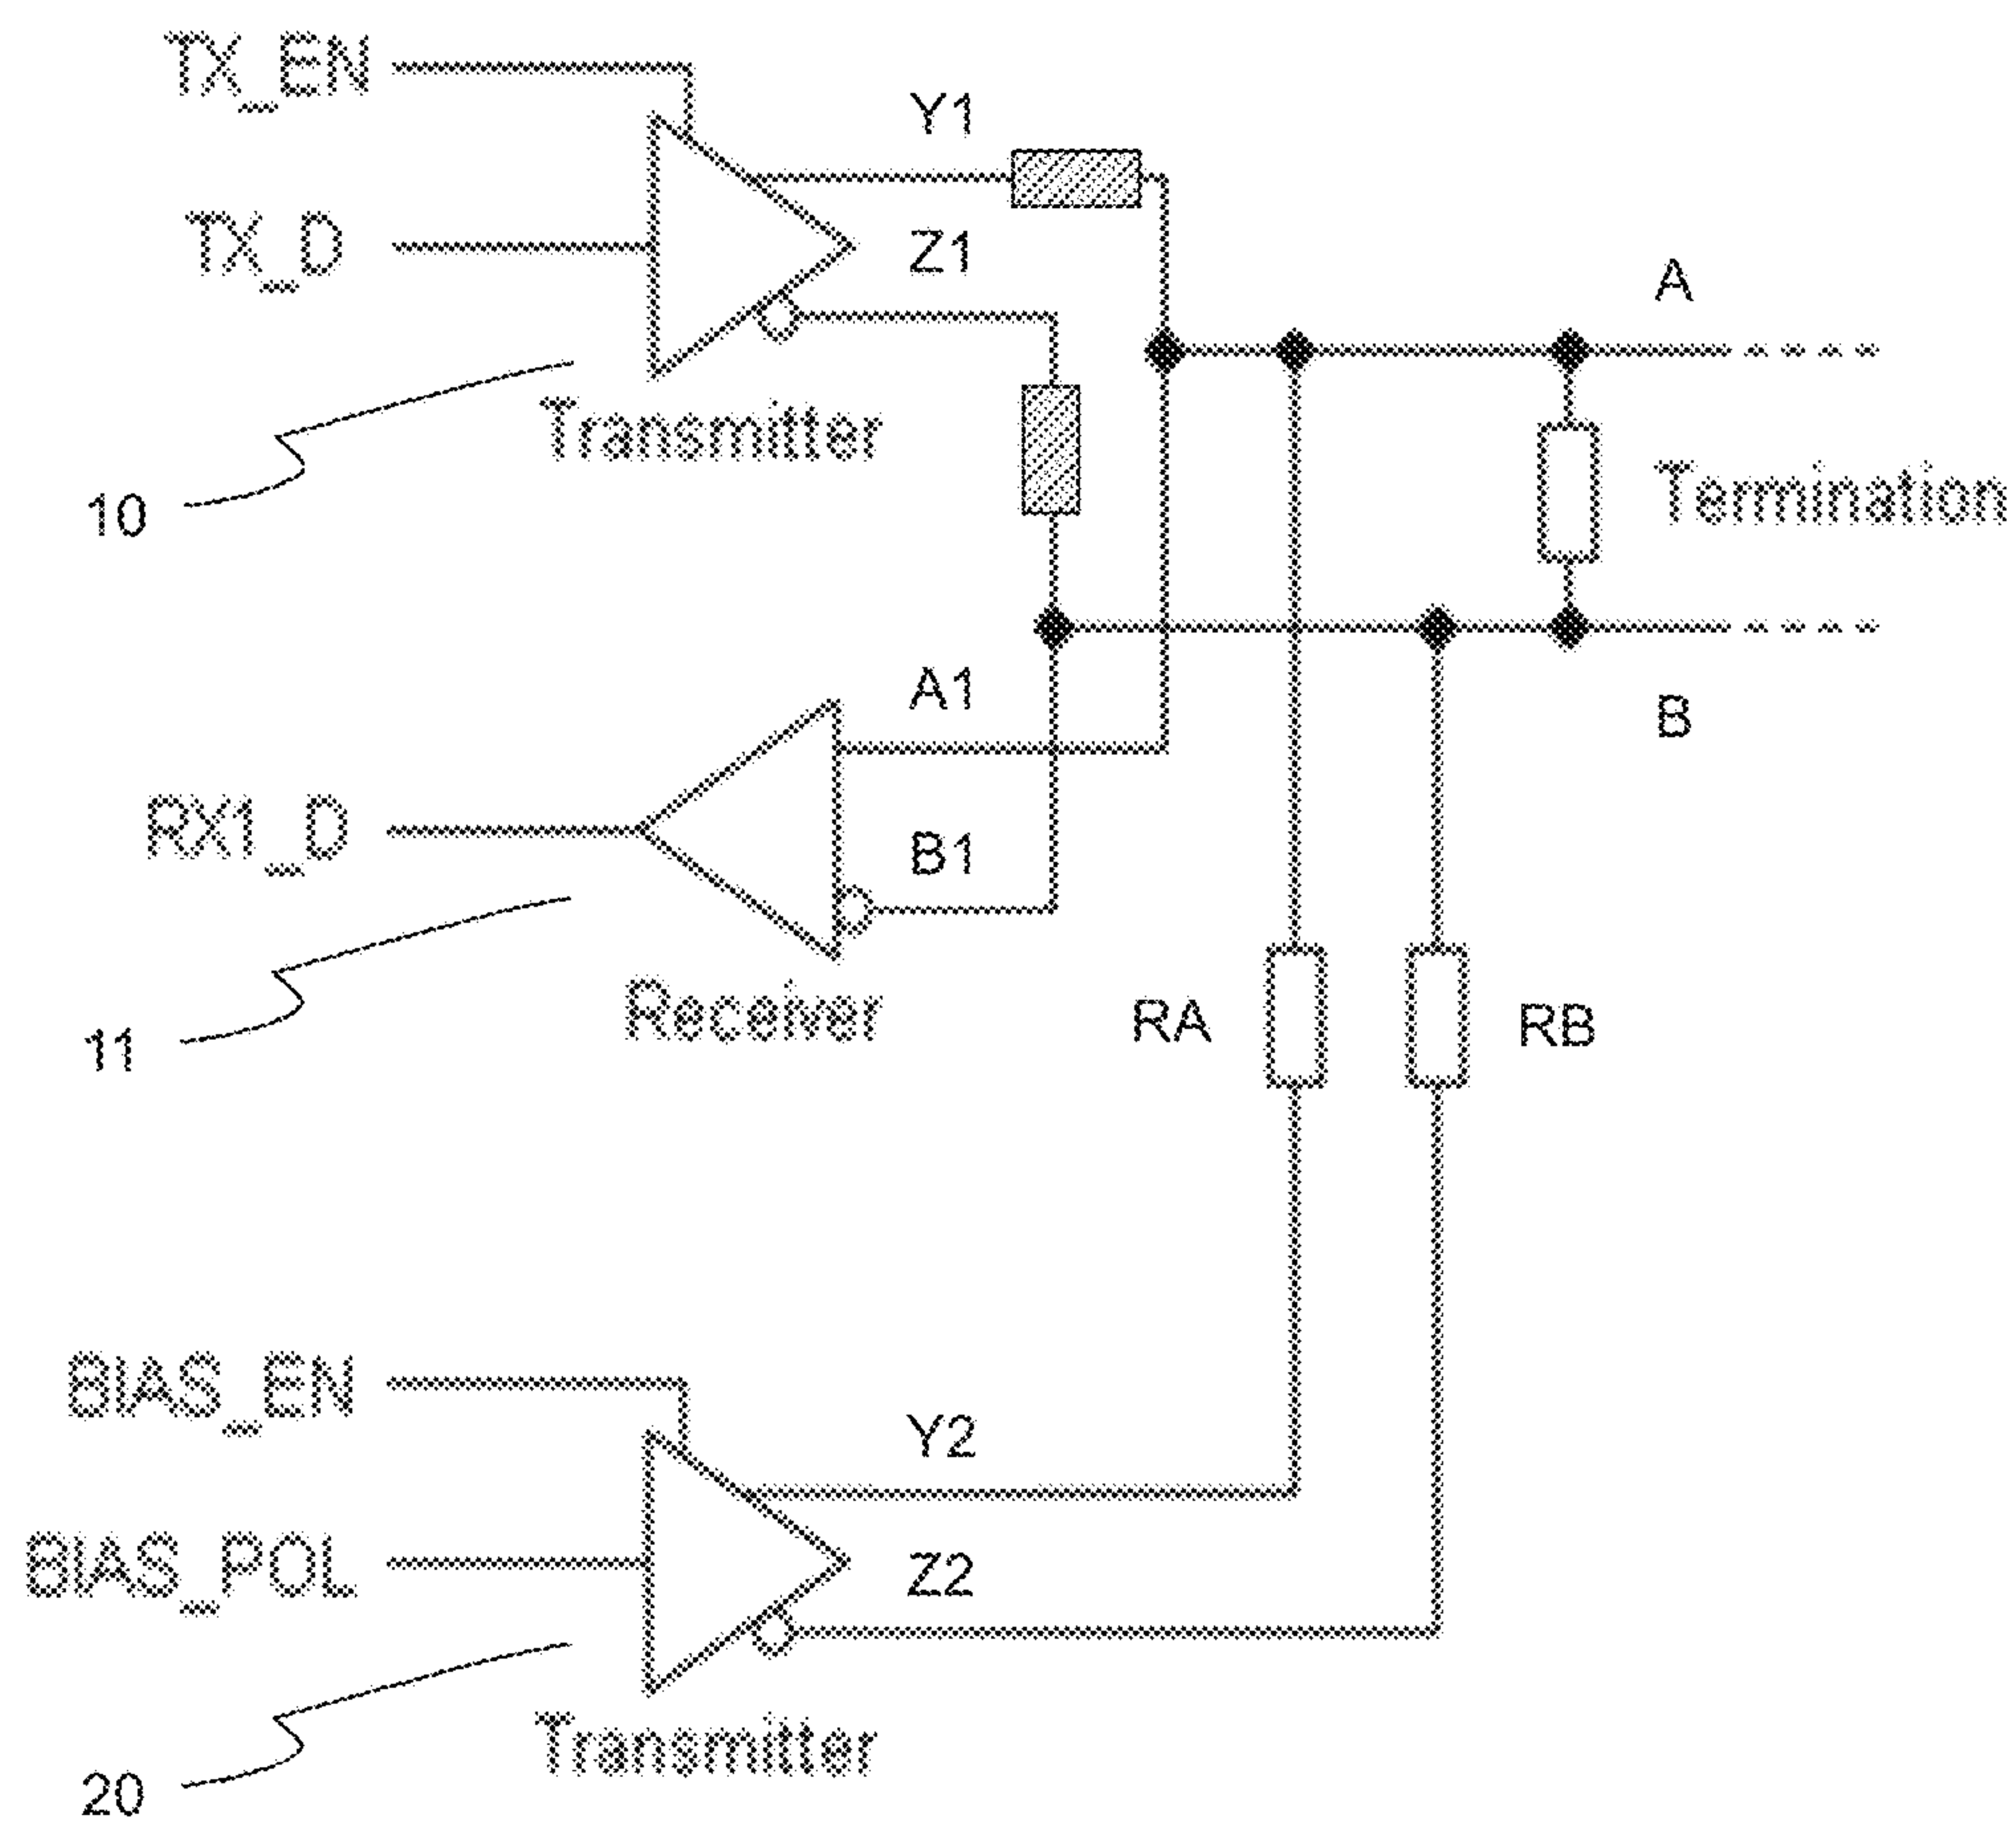 TX_EN
Y1
TX_D
Z1
A
Transmitter
10
Termination
A1
B
RX1_D
B1
Receiver
RA
RB
11
BIAS_EN
Y2
BIAS_POL
Z2
Transmitter
20